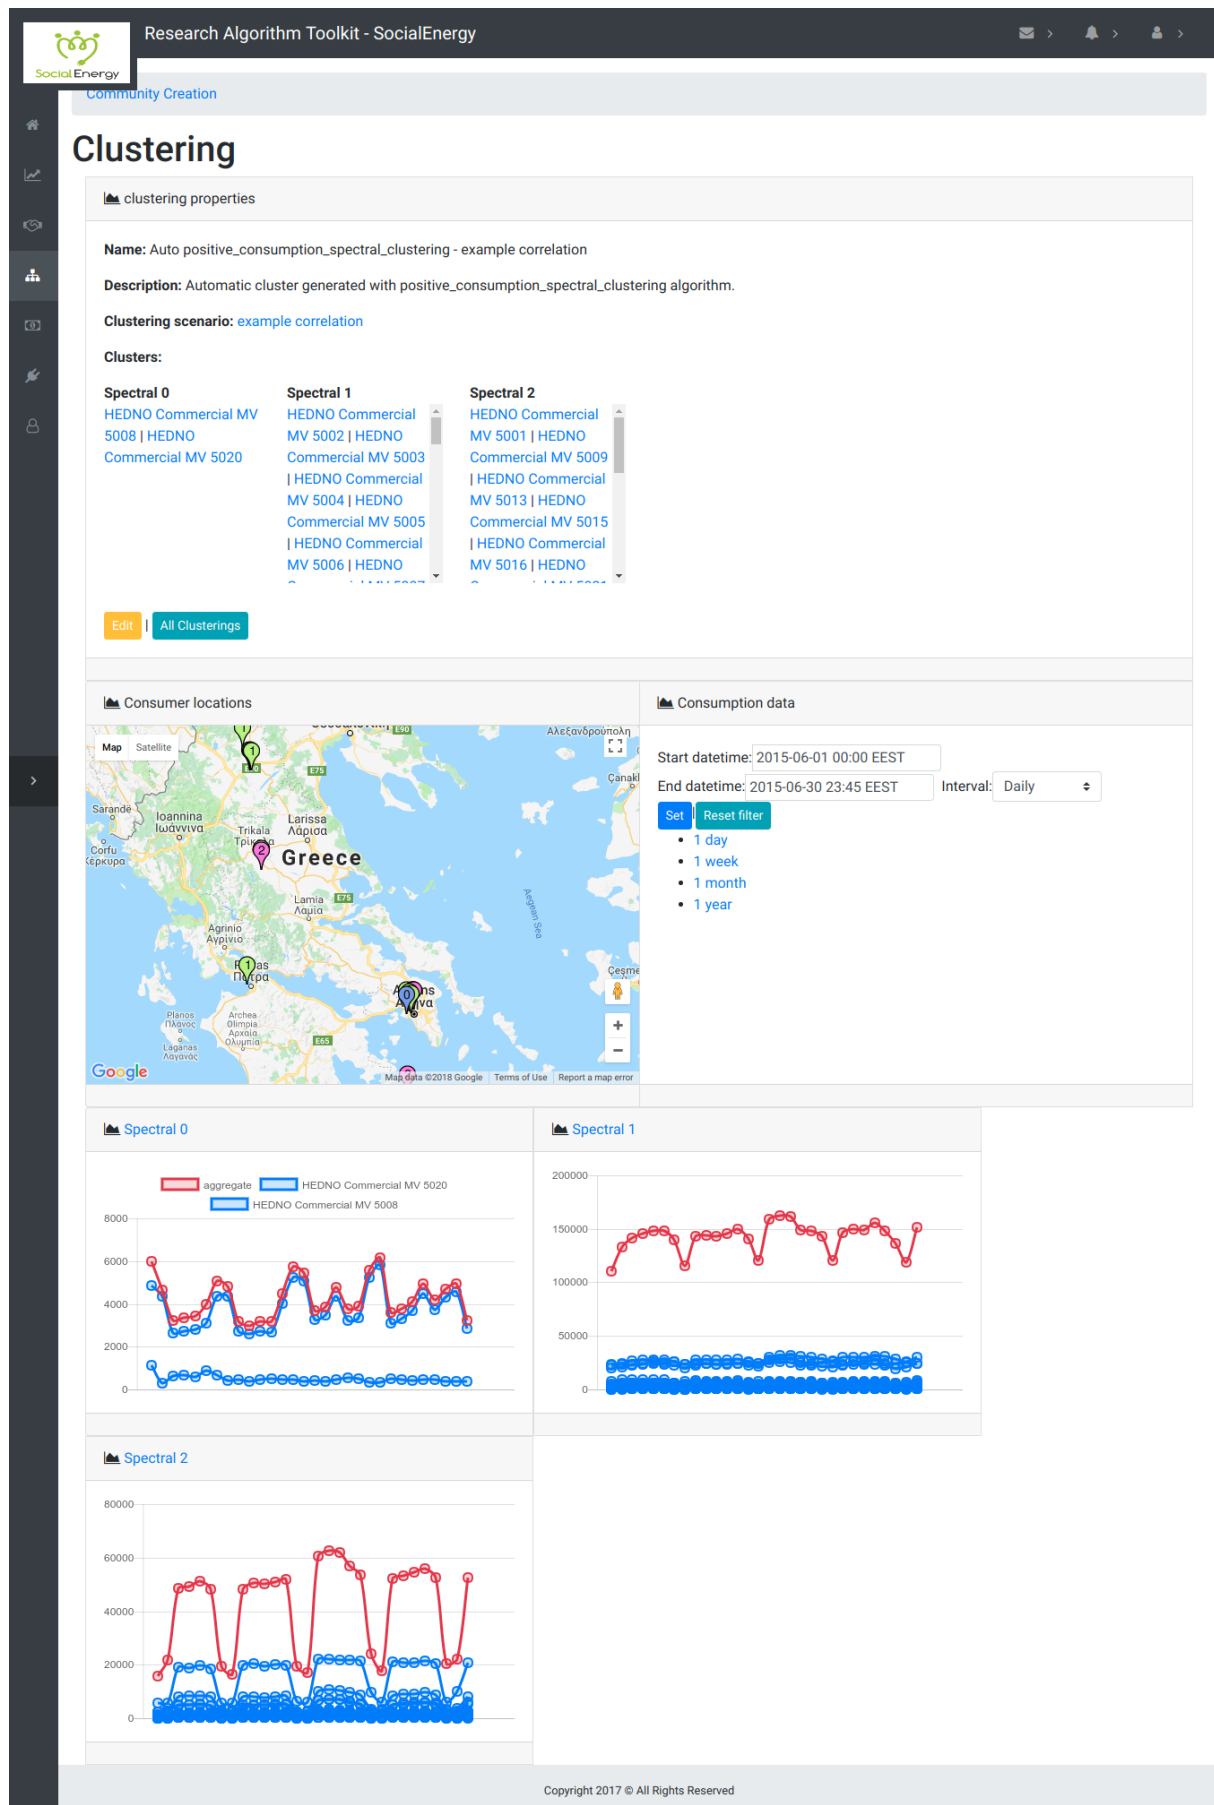 SocialEnergy
Research Algorithm Toolkit - SocialEnergy
Community Creation
Clustering
clustering properties
Name: Auto positive_consumption_spectral_clustering - example correlation
Description: Automatic cluster generated with positive_consumption_spectral_clustering algorithm.
Clustering scenario: example correlation
Clusters:
Spectral 0
HEDNO Commercial MV
5008 | HEDNO
Commercial MV 5020
Spectral 1
HEDNO Commercial
MV 5002 | HEDNO
Commercial MV 5003
| HEDNO Commercial
MV 5004 | HEDNO
Commercial MV 5005
| HEDNO Commercial
MV 5006 | HEDNO
Spectral 2
HEDNO Commercial
MV 5001 | HEDNO
Commercial MV 5009
| HEDNO Commercial
MV 5013 | HEDNO
Commercial MV 5015
| HEDNO Commercial
MV 5016 | HEDNO
Edit | All Clusterings
Consumer locations
Map Satellite
E90
Αλεξανδρούπολη
1
1
E75
Çanakl
Sarandë
Ioannina
Ιωάννινα
Larissa
Λάρισα
Trikala
Corfu
Κέρκυρα
2
Greece
Lamia
Λαμία
E75
Aegean Sea
Agrinio
Αγρίνιο
1
Πάτρα
Çeşme
0
Planos
Πλάνος
Archea
Olimpia
Αρχαία
Ολυμπία
Laganas
Λαγανάς
E65
Google
Map data ©2018 Google Terms of Use Report a map error
Consumption data
Start datetime: 2015-06-01 00:00 EEST
End datetime: 2015-06-30 23:45 EEST Interval: Daily
Set | Reset filter
1 day
1 week
1 month
1 year
Spectral 0
aggregate HEDNO Commercial MV 5020
HEDNO Commercial MV 5008
8000
6000
4000
2000
0
Spectral 1
200000
150000
100000
50000
0
Spectral 2
80000
60000
40000
20000
0
Copyright 2017 © All Rights Reserved